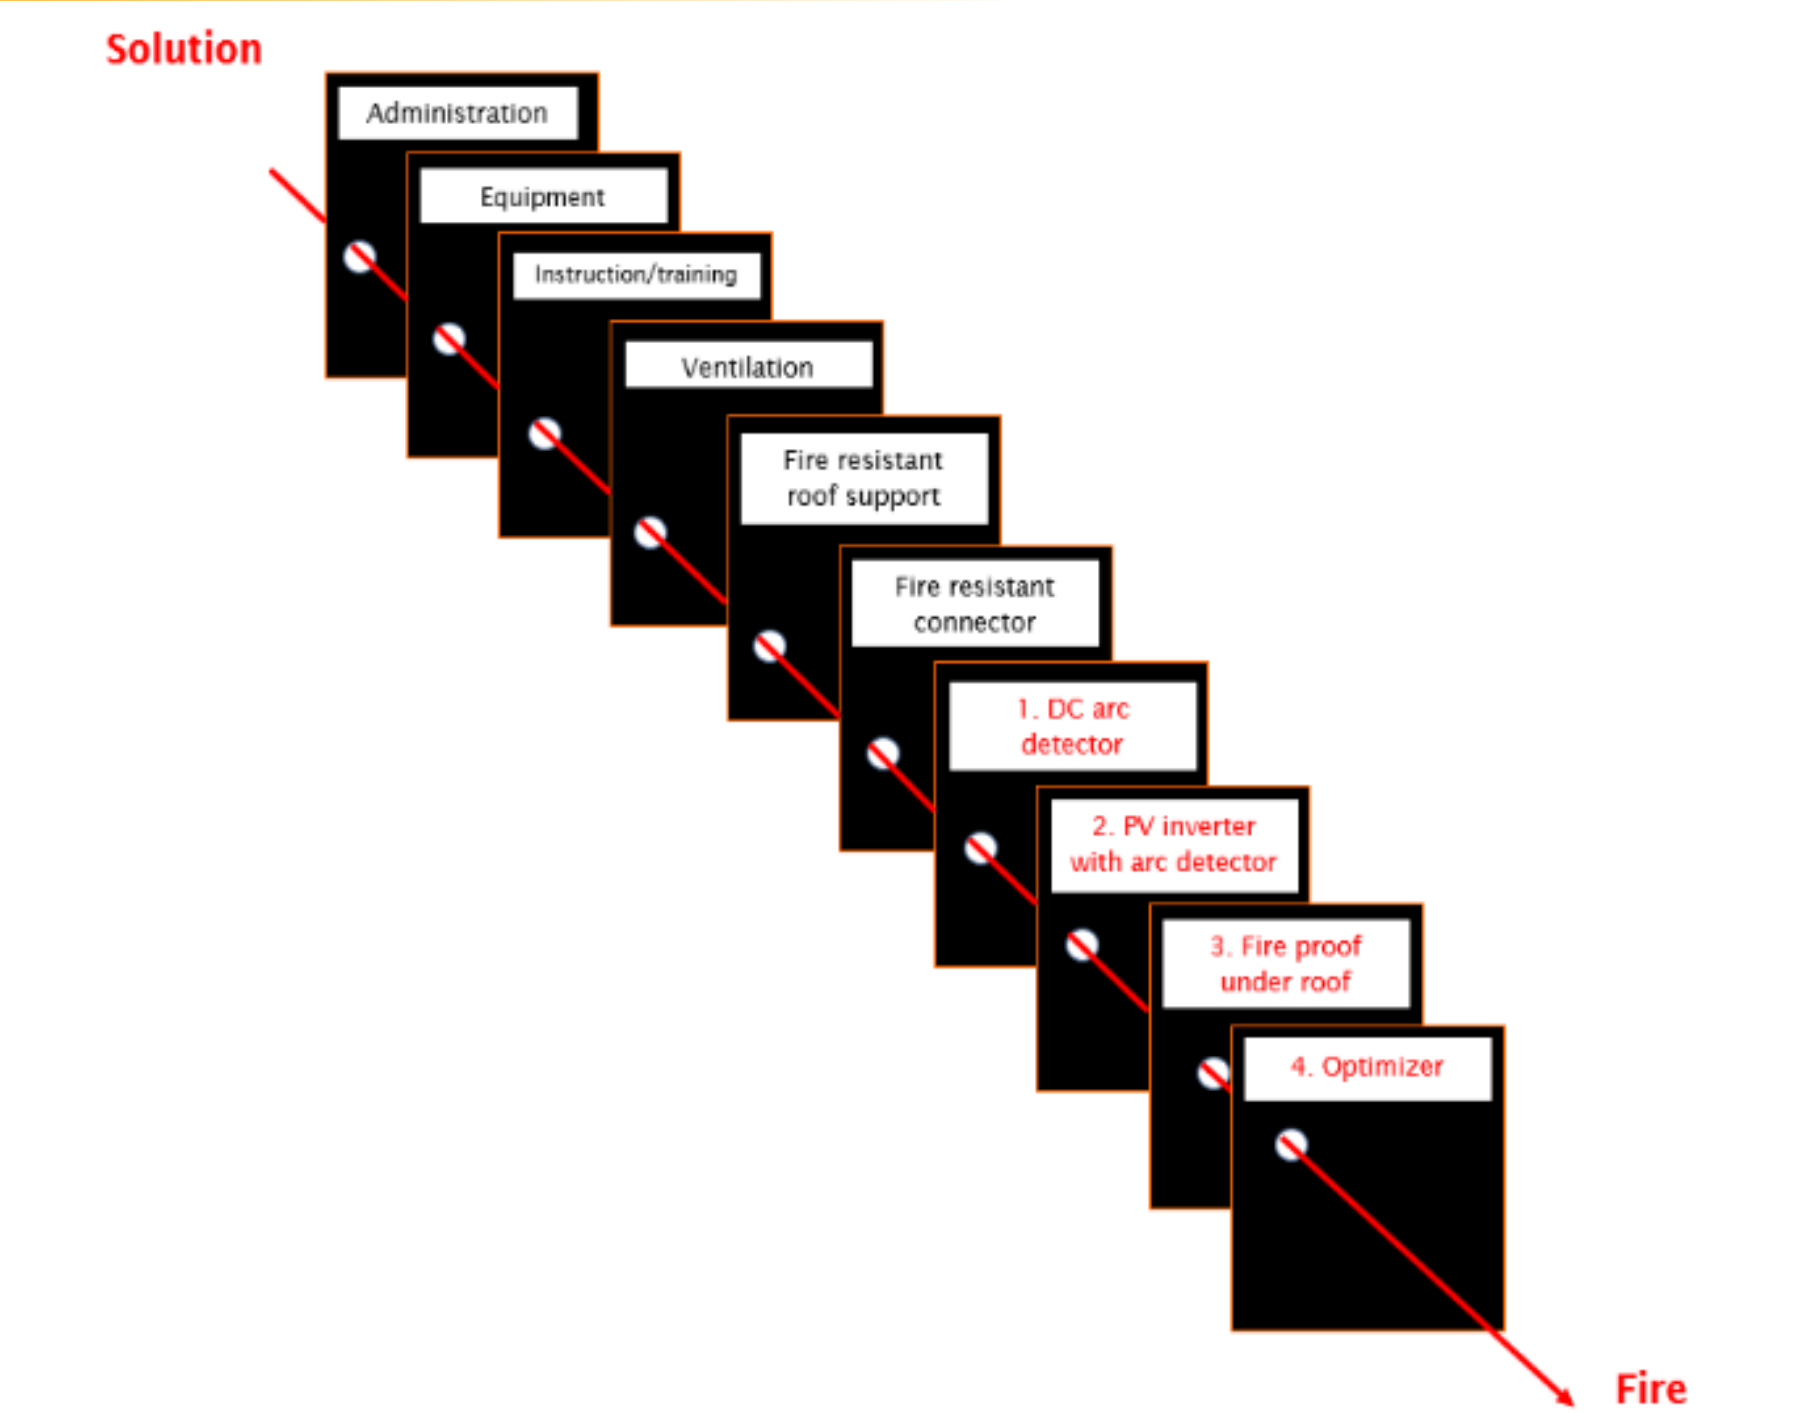 Solution
Administration
Equipment
Instruction/training
Ventilation
Fire resistant
roof support
Fire resistant
connector
1. DC arc
detector
2. PV inverter
with arc detector
3. Fire proof
under roof
4. Optimizer
Fire